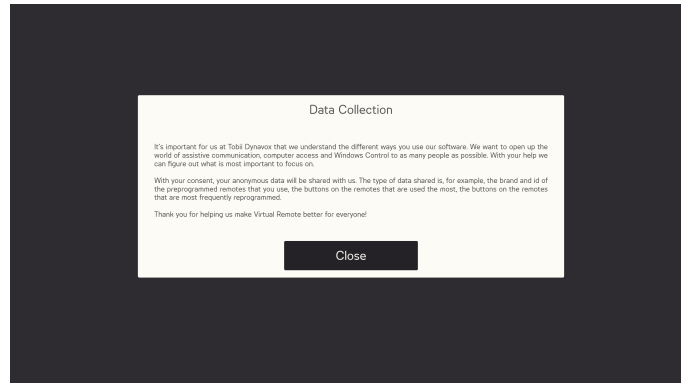 Data Collection
It's important for us at Tobii Dynavox that we understand the different ways you use our software. We want to open up the
world of assistive communication, computer access and Windows Control to as many people as possible. With your help we
can figure out what is most important to focus on.
With your consent, your anonymous data will be shared with us. The type of data shared is, for example, the brand and id of
the preprogrammed remotes that you use, the buttons on the remotes that are used the most, the buttons on the remotes
that are most frequently reprogrammed.
Thank you for helping us make Virtual Remote better for everyone!
Close